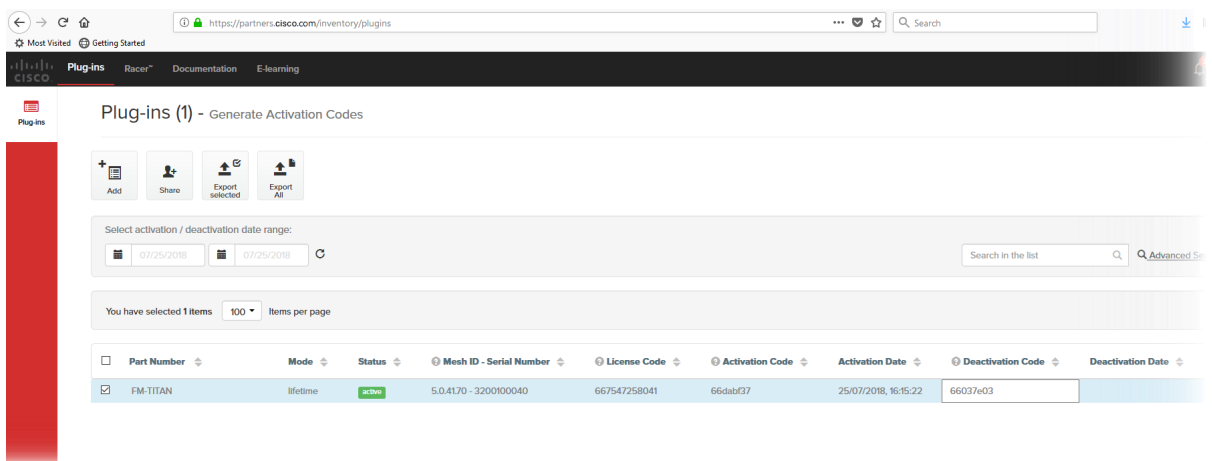 https://partners.cisco.com/inventory/plugins
Search
Most Visited Getting Started
CISCO Plug-ins Racer™ Documentation E-learning
Plug-ins
Plug-ins (1) - Generate Activation Codes
Add Share Export selected Export All
Select activation / deactivation date range:
07/25/2018 07/25/2018 Search in the list Advanced Se
You have selected 1 items 100 Items per page
Part Number Mode Status Mesh ID - Serial Number License Code Activation Code Activation Date Deactivation Code Deactivation Date
FM-TITAN lifetime active 5.0.41.70 - 3200100040 667547258041 66dabf37 25/07/2018, 16:15:22 66037e03